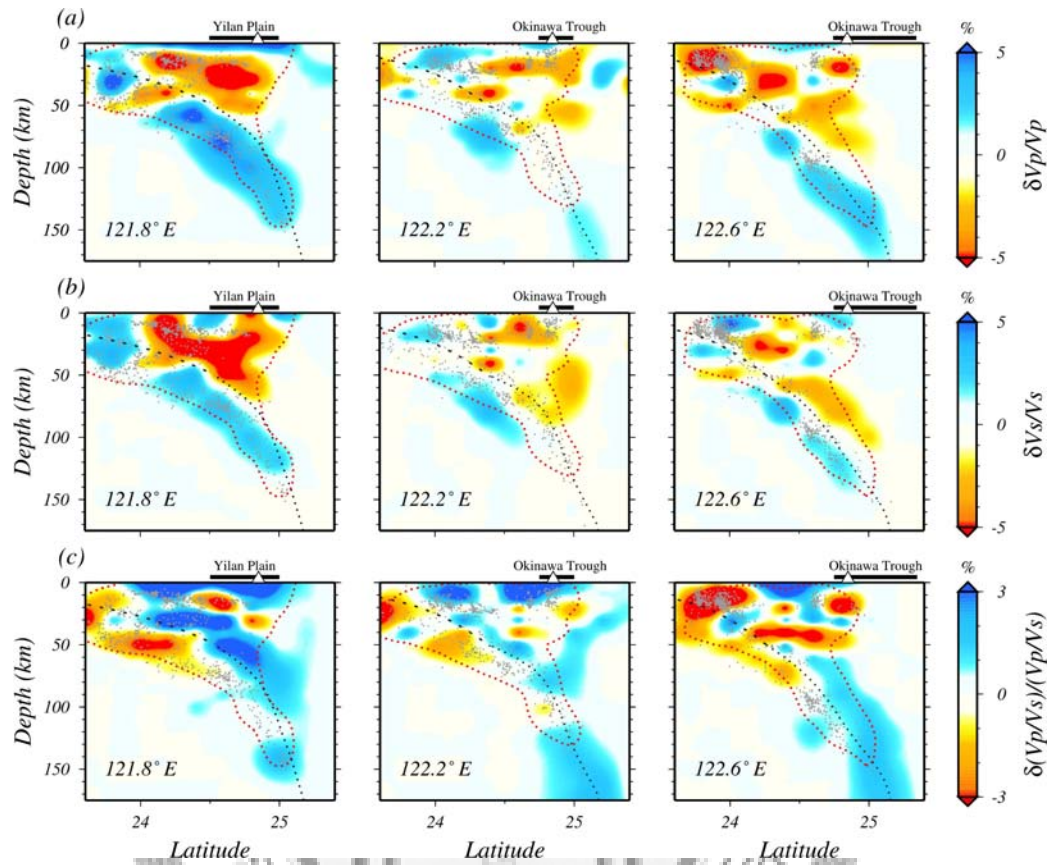 (a)
Yilan Plain
Okinawa Trough
Okinawa Trough
%
0
50
100
150
Depth (km)
121.8° E
122.2° E
122.6° E
5
0
-5
δVp/Vp
(b)
Yilan Plain
Okinawa Trough
Okinawa Trough
%
0
50
100
150
Depth (km)
121.8° E
122.2° E
122.6° E
5
0
-5
δVs/Vs
(c)
Yilan Plain
Okinawa Trough
Okinawa Trough
%
0
50
100
150
Depth (km)
121.8° E
122.2° E
122.6° E
3
0
-3
δ(Vp/Vs)/(Vp/Vs)
24 25
24 25
24 25
Latitude
Latitude
Latitude